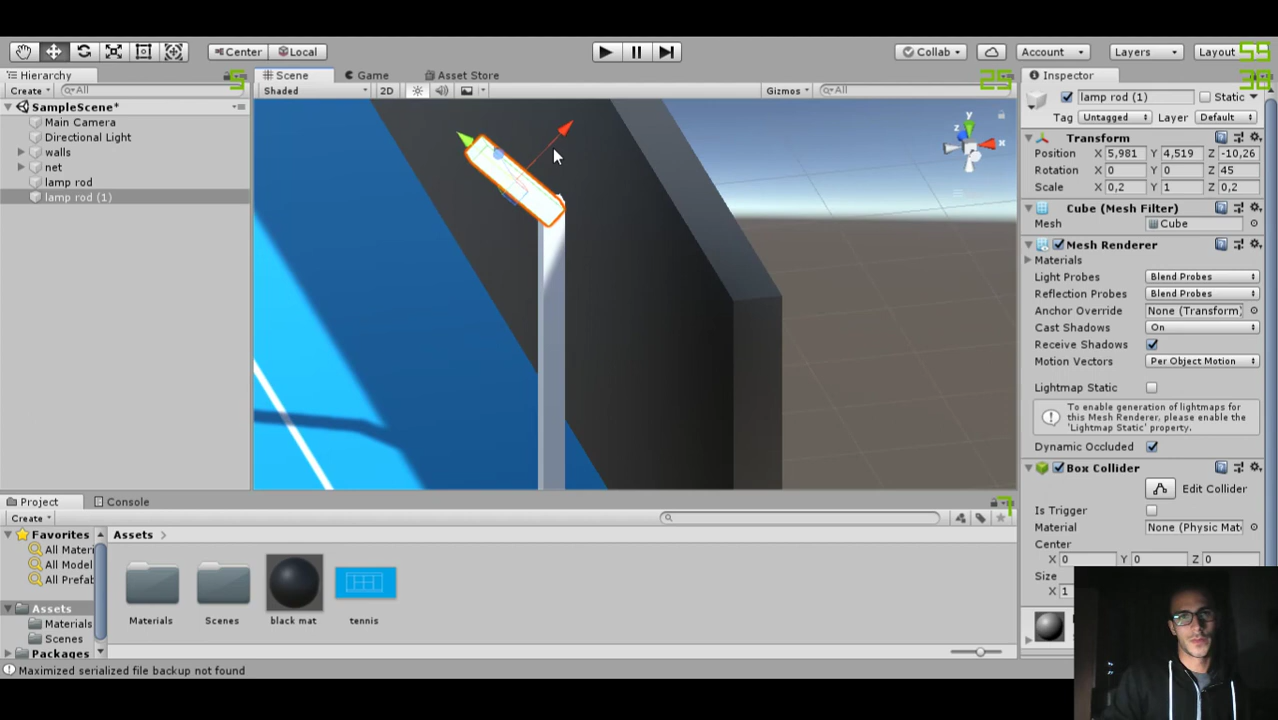 Center
Local
Collab
Account
Layers
Layout
59
Hierarchy
5
Create
All
SampleScene*
Main Camera
Directional Light
walls
net
lamp rod
lamp rod (1)
Scene
Game
Asset Store
25
Shaded
2D
Gizmos
All
y
x
z
Inspector
38
lamp rod (1)
Static
Tag
Untagged
Layer
Default
Transform
Position X 5,981 Y 4,519 Z -10,26
Rotation X 0 Y 0 Z 45
Scale X 0,2 Y 1 Z 0,2
Cube (Mesh Filter)
Mesh
Cube
Mesh Renderer
Materials
Light Probes
Blend Probes
Reflection Probes
Blend Probes
Anchor Override
None (Transform)
Cast Shadows
On
Receive Shadows
Motion Vectors
Per Object Motion
Lightmap Static
To enable generation of lightmaps for
this Mesh Renderer, please enable the
'Lightmap Static' property.
Dynamic Occluded
Box Collider
Edit Collider
Is Trigger
Material
None (Physic Mat
Center
X 0 Y 0 Z 0
Size
X 1
Project
Console
7
Create
Favorites
All Materi
All Model
All Prefab
Assets
Materials
Scenes
Packages
Assets
Materials
Scenes
black mat
tennis
Maximized serialized file backup not found